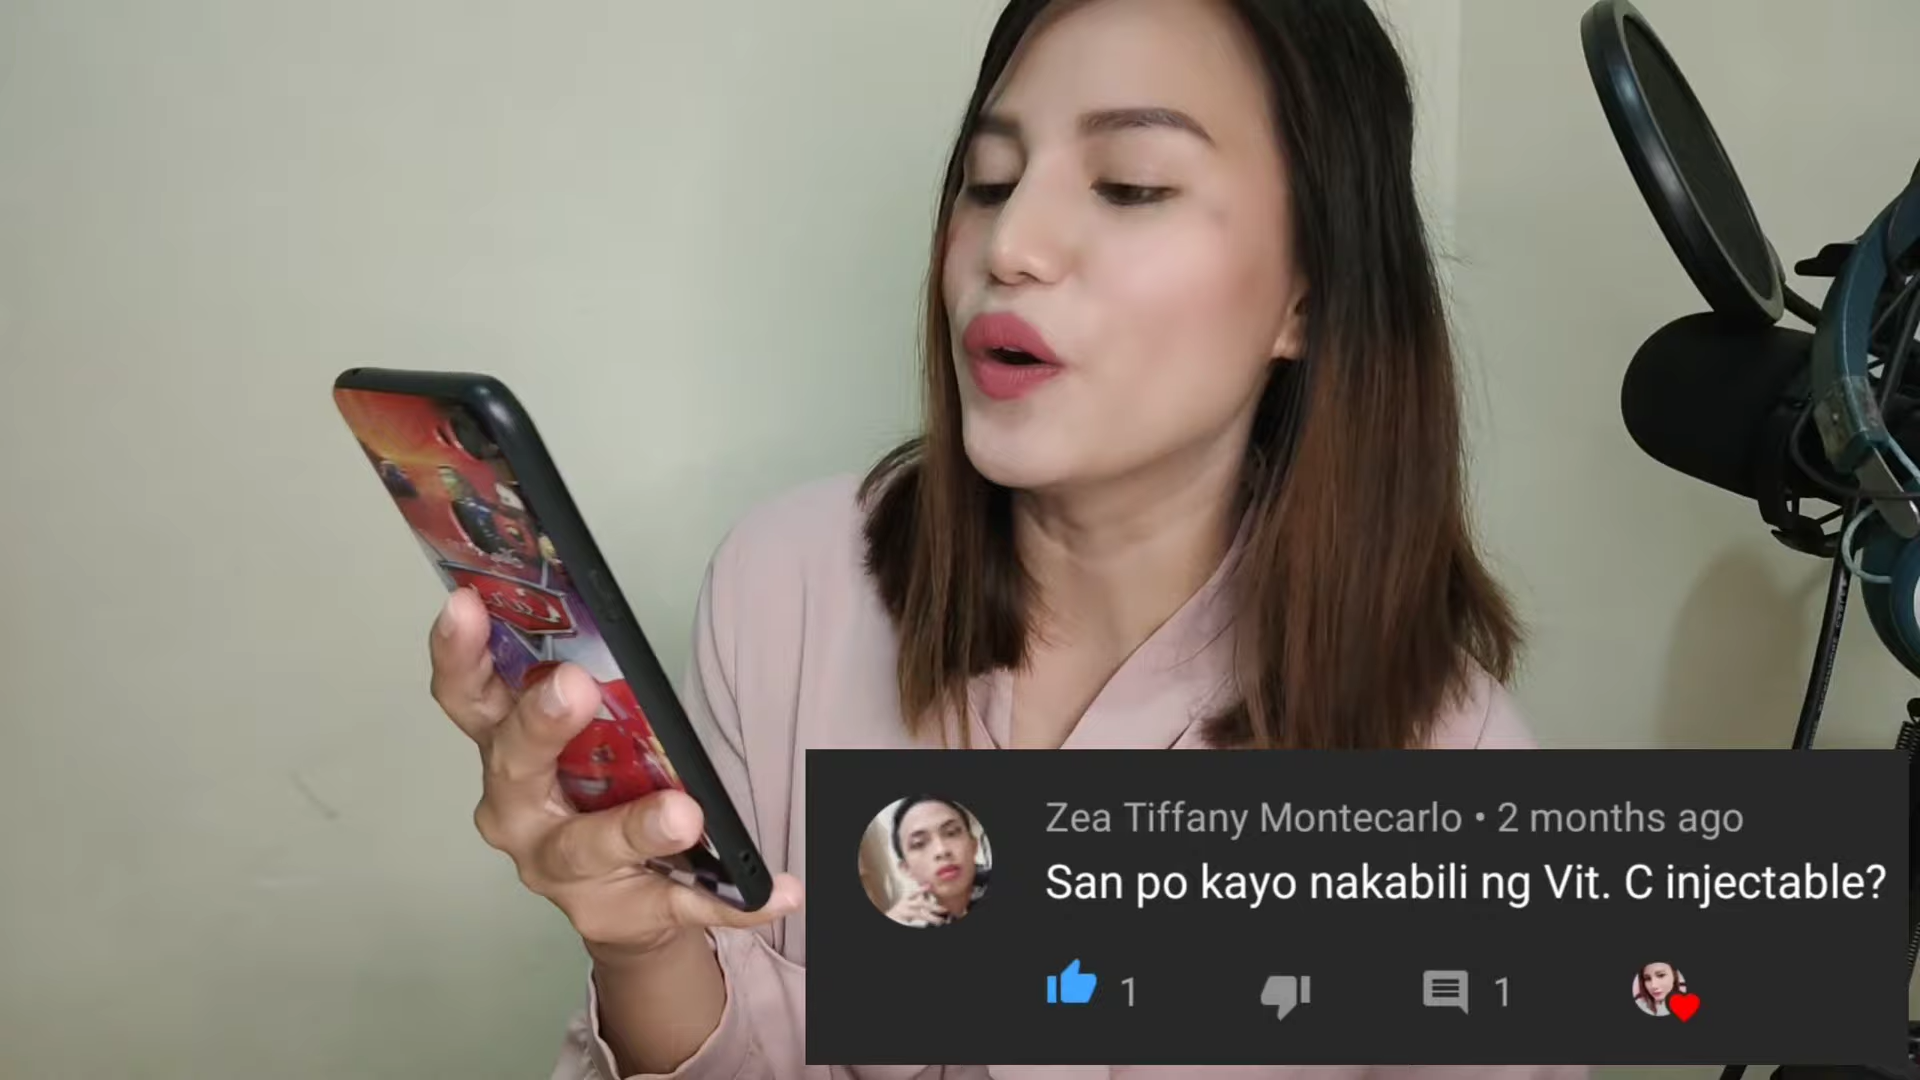 Zea Tiffany Montecarlo • 2 months ago
San po kayo nakabili ng Vit. C injectable?
1
1